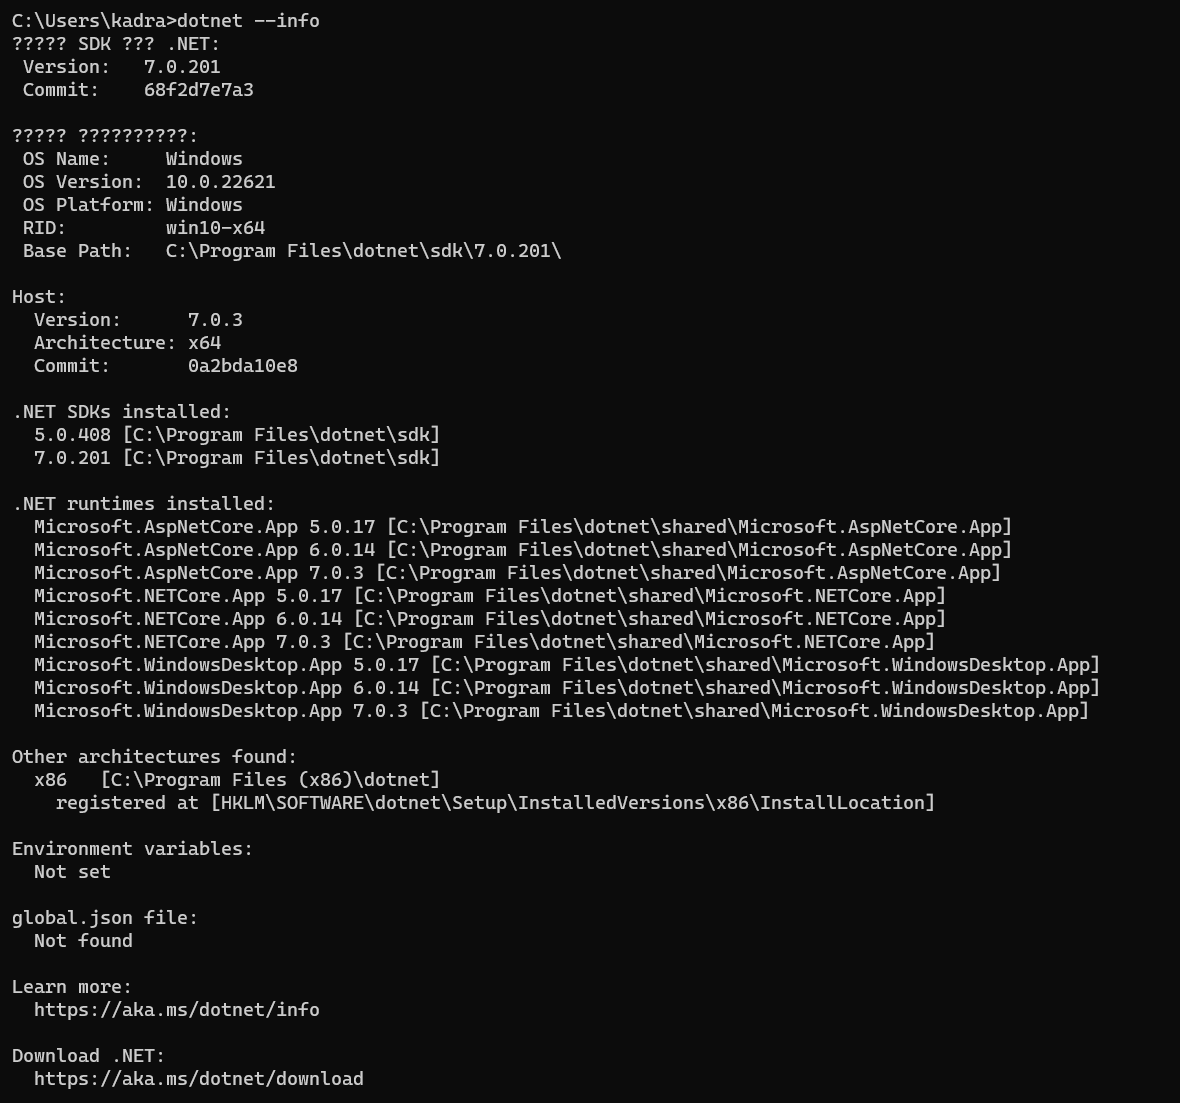 C:\Users\kadra>dotnet --info
????? SDK ??? .NET:
Version: 7.0.201
Commit: 68f2d7e7a3
????? ??????????:
OS Name: Windows
OS Version: 10.0.22621
OS Platform: Windows
RID: win10-x64
Base Path: C:\Program Files\dotnet\sdk\7.0.201\
Host:
Version: 7.0.3
Architecture: x64
Commit: 0a2bda10e8
.NET SDKs installed:
5.0.408 [C:\Program Files\dotnet\sdk]
7.0.201 [C:\Program Files\dotnet\sdk]
.NET runtimes installed:
Microsoft.AspNetCore.App 5.0.17 [C:\Program Files\dotnet\shared\Microsoft.AspNetCore.App]
Microsoft.AspNetCore.App 6.0.14 [C:\Program Files\dotnet\shared\Microsoft.AspNetCore.App]
Microsoft.AspNetCore.App 7.0.3 [C:\Program Files\dotnet\shared\Microsoft.AspNetCore.App]
Microsoft.NETCore.App 5.0.17 [C:\Program Files\dotnet\shared\Microsoft.NETCore.App]
Microsoft.NETCore.App 6.0.14 [C:\Program Files\dotnet\shared\Microsoft.NETCore.App]
Microsoft.NETCore.App 7.0.3 [C:\Program Files\dotnet\shared\Microsoft.NETCore.App]
Microsoft.WindowsDesktop.App 5.0.17 [C:\Program Files\dotnet\shared\Microsoft.WindowsDesktop.App]
Microsoft.WindowsDesktop.App 6.0.14 [C:\Program Files\dotnet\shared\Microsoft.WindowsDesktop.App]
Microsoft.WindowsDesktop.App 7.0.3 [C:\Program Files\dotnet\shared\Microsoft.WindowsDesktop.App]
Other architectures found:
x86 [C:\Program Files (x86)\dotnet]
registered at [HKLM\SOFTWARE\dotnet\Setup\InstalledVersions\x86\InstallLocation]
Environment variables:
Not set
global.json file:
Not found
Learn more:
https://aka.ms/dotnet/info
Download .NET:
https://aka.ms/dotnet/download